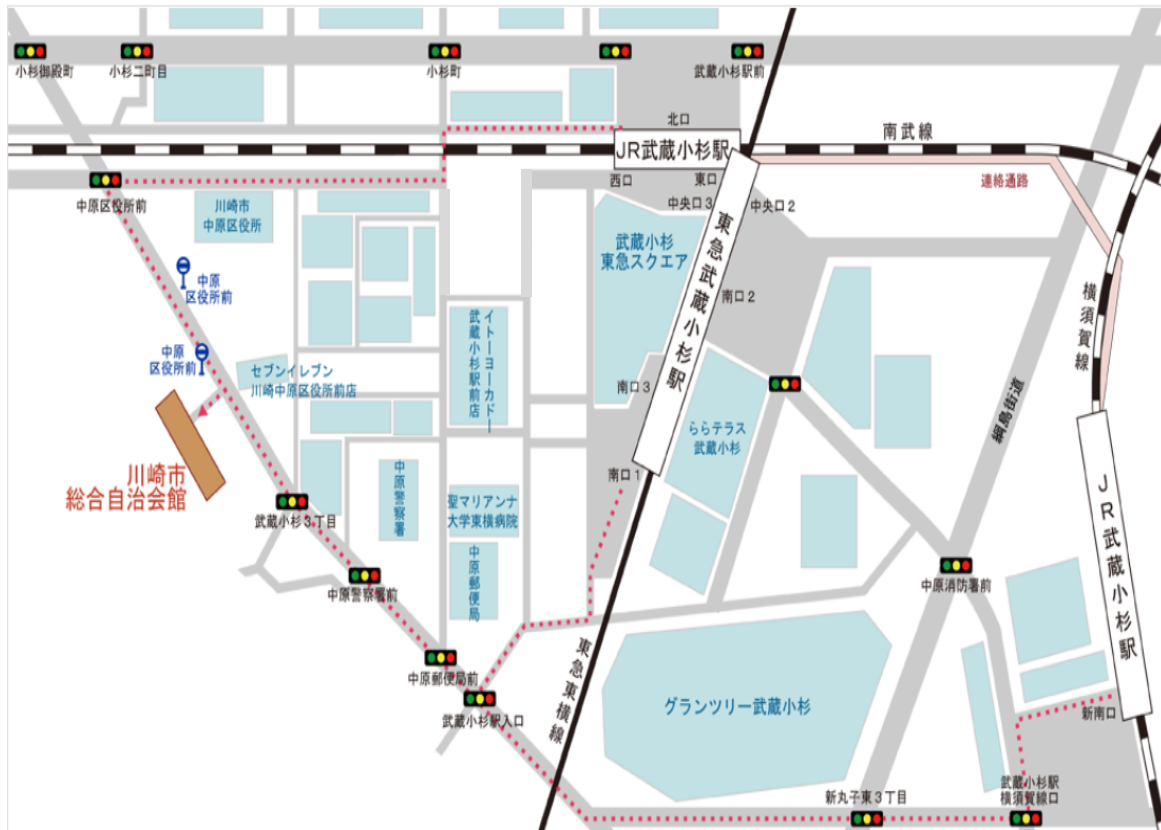 小杉御殿町
小杉二町目
小杉町
武蔵小杉駅前
北口
JR武蔵小杉駅
南武線
西口
東口
連絡通路
中原区役所前
川崎市
中原区役所
中央口3
中央口2
武蔵小杉
東急スクエア
東急武蔵小杉駅
中原
区役所前
南口2
横須賀線
イトーヨーカドー
武蔵小杉駅前店
中原
区役所前
セブンイレブン
川崎中原区役所前店
南口3
綱島街道
ららテラス
武蔵小杉
川崎市
総合自治会館
中原警察署
南口1
聖マリアンナ
大学東横病院
JR武蔵小杉駅
武蔵小杉3丁目
中原郵便局
中原警察署前
中原消防署前
東急東横線
中原郵便局前
武蔵小杉駅入口
グランツリー武蔵小杉
新南口
新丸子東3丁目
武蔵小杉駅
横須賀線口